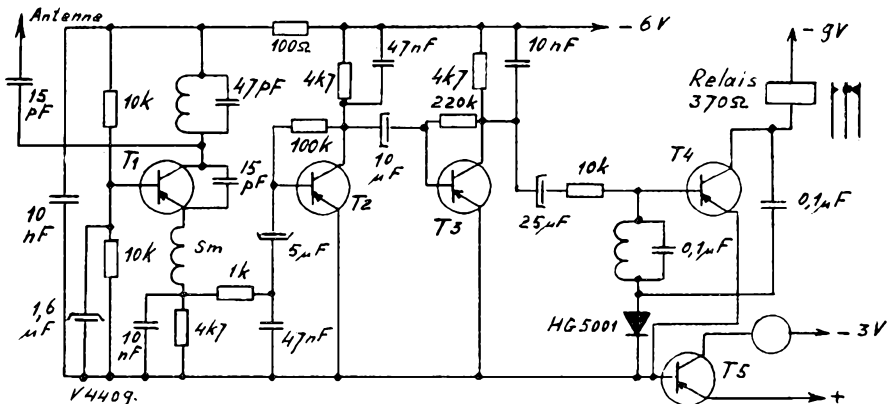 Antenne
100Ω
- 6V
- 9V
15 pF
10k
47pF
4k7
47nF
4k7
10nF
Relais
370Ω
220k
100k
T1
15 pF
T2
10 µF
T3
10k
T4
25µF
0,1µF
10 nF
10k
Sm
5µF
0,1µF
1k
1,6 µF
10 nF
4k7
47nF
HG5001
- 3V
T5
+
V4409.